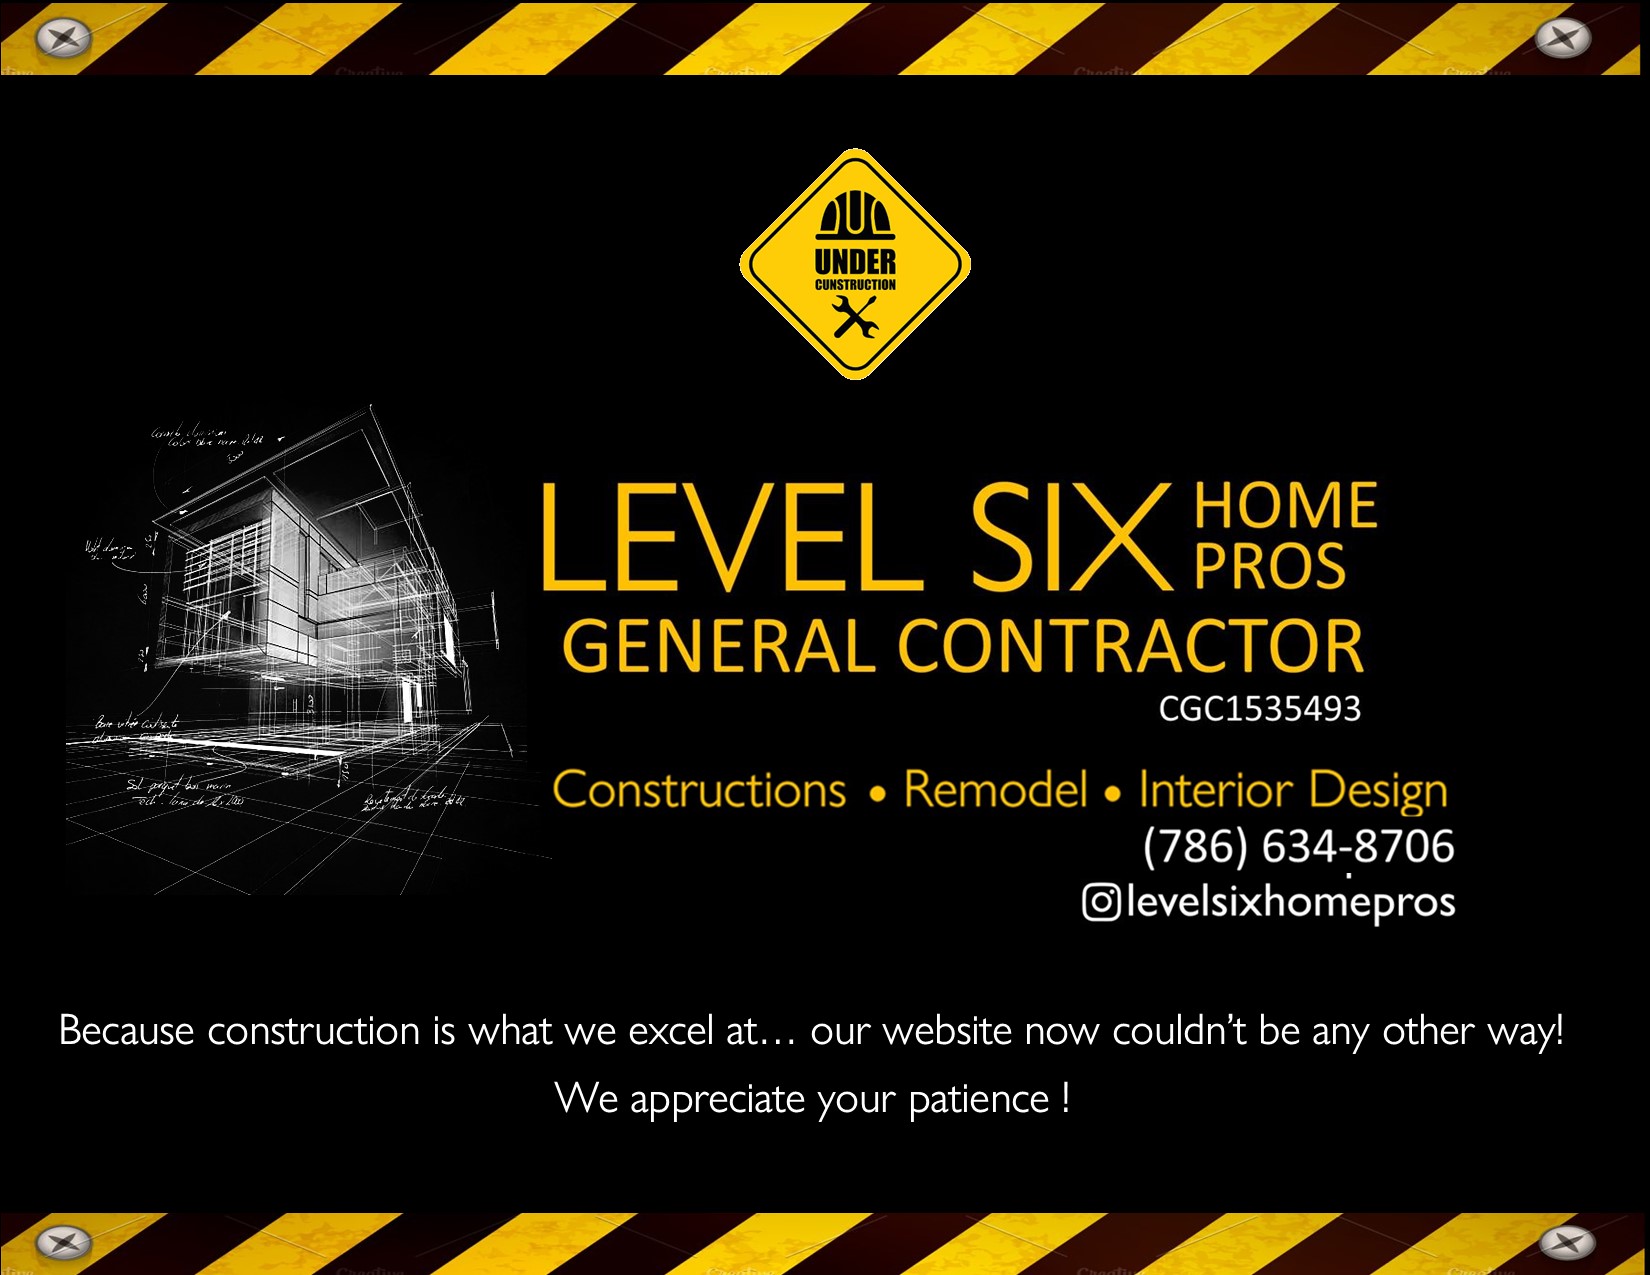 UNDER
CUNSTRUCTION
LEVEL SIX HOME PROS
GENERAL CONTRACTOR
CGC1535493
Constructions • Remodel • Interior Design
(786) 634-8706
levelsixhomepros
Because construction is what we excel at... our website now couldn't be any other way!
We appreciate your patience !